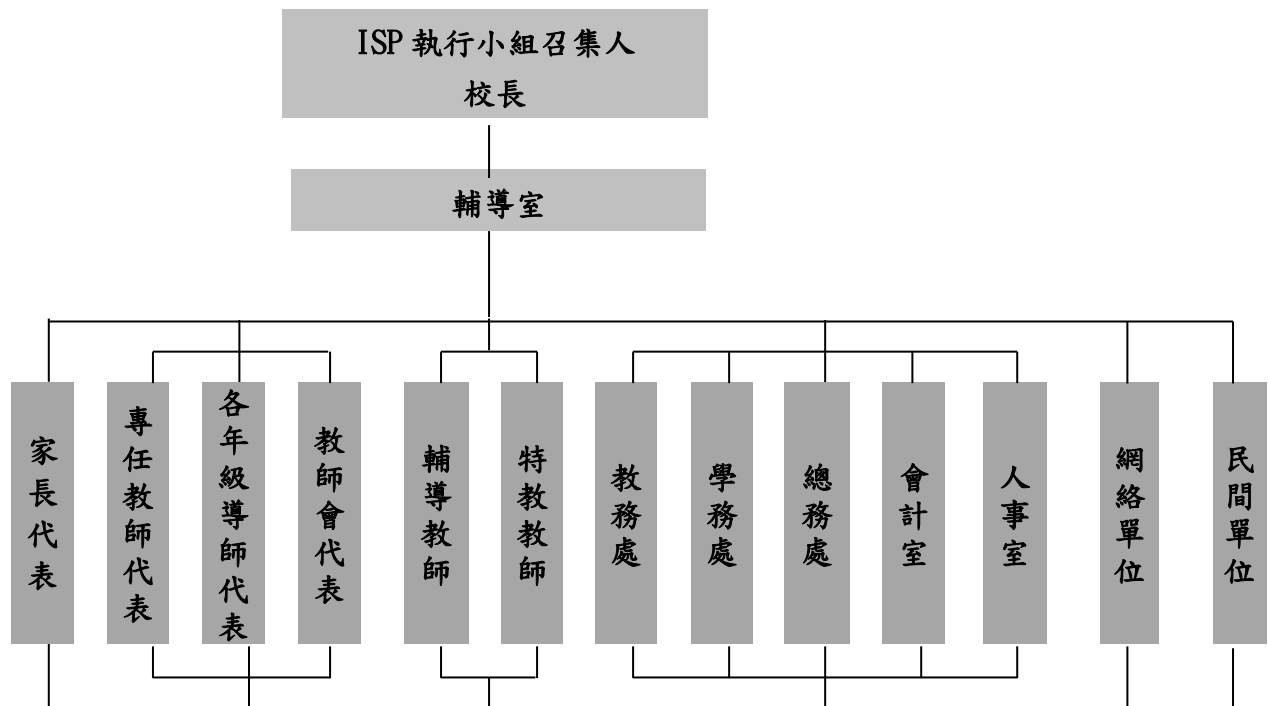 ISP 執行小組召集人
校長
輔導室
家長代表
專任教師代表
各年級導師代表
教師會代表
輔導教師
特教教師
教務處
學務處
總務處
會計室
人事室
網絡單位
民間單位